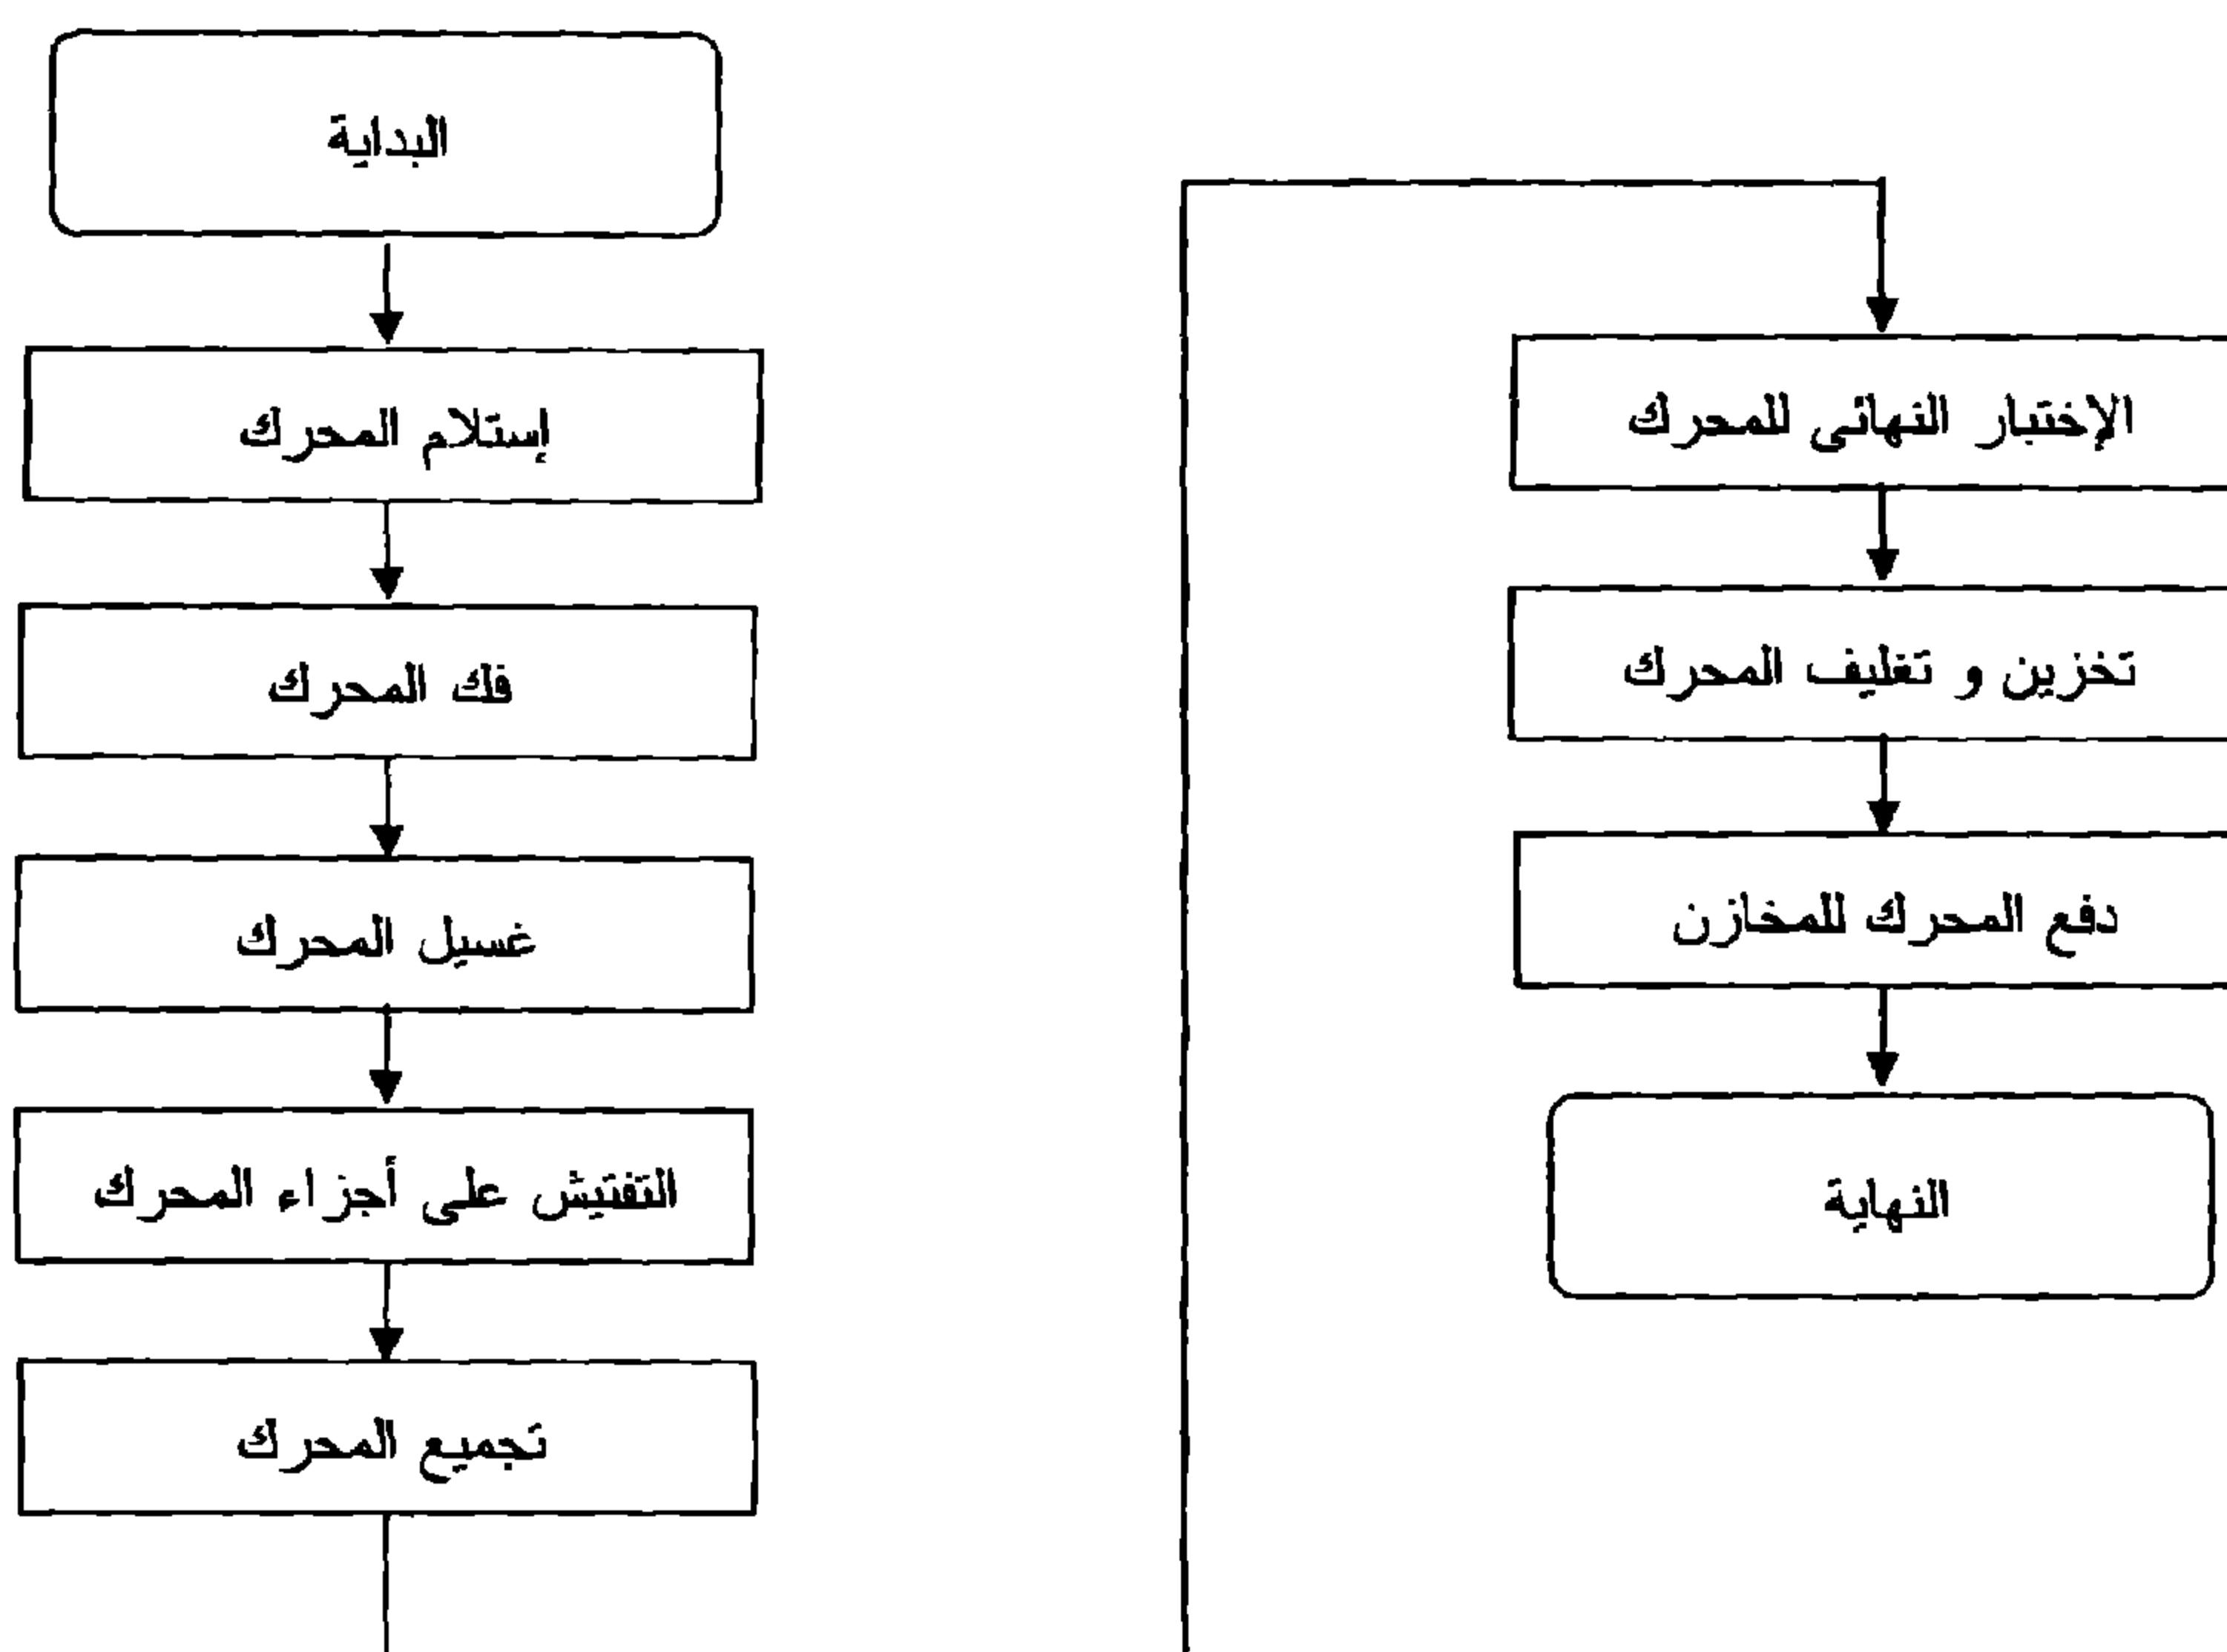 البداية
إستلام المحرك
فك المحرك
غسيل المحرك
التفتيش على أجزاء المحرك
تجميع المحرك
الإختبار النهائى للمحرك
تخزين و تغليف المحرك
دفع المحرك للمخازن
النهاية